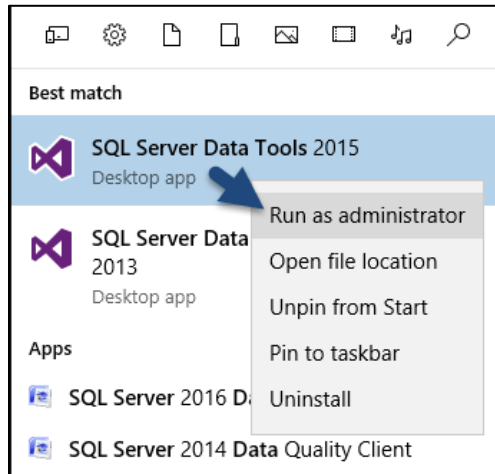 Best match
SQL Server Data Tools 2015
Desktop app
Run as administrator
SQL Server Data
2013
Open file location
Desktop app
Unpin from Start
Apps
Pin to taskbar
SQL Server 2016 D
Uninstall
SQL Server 2014 Data Quality Client